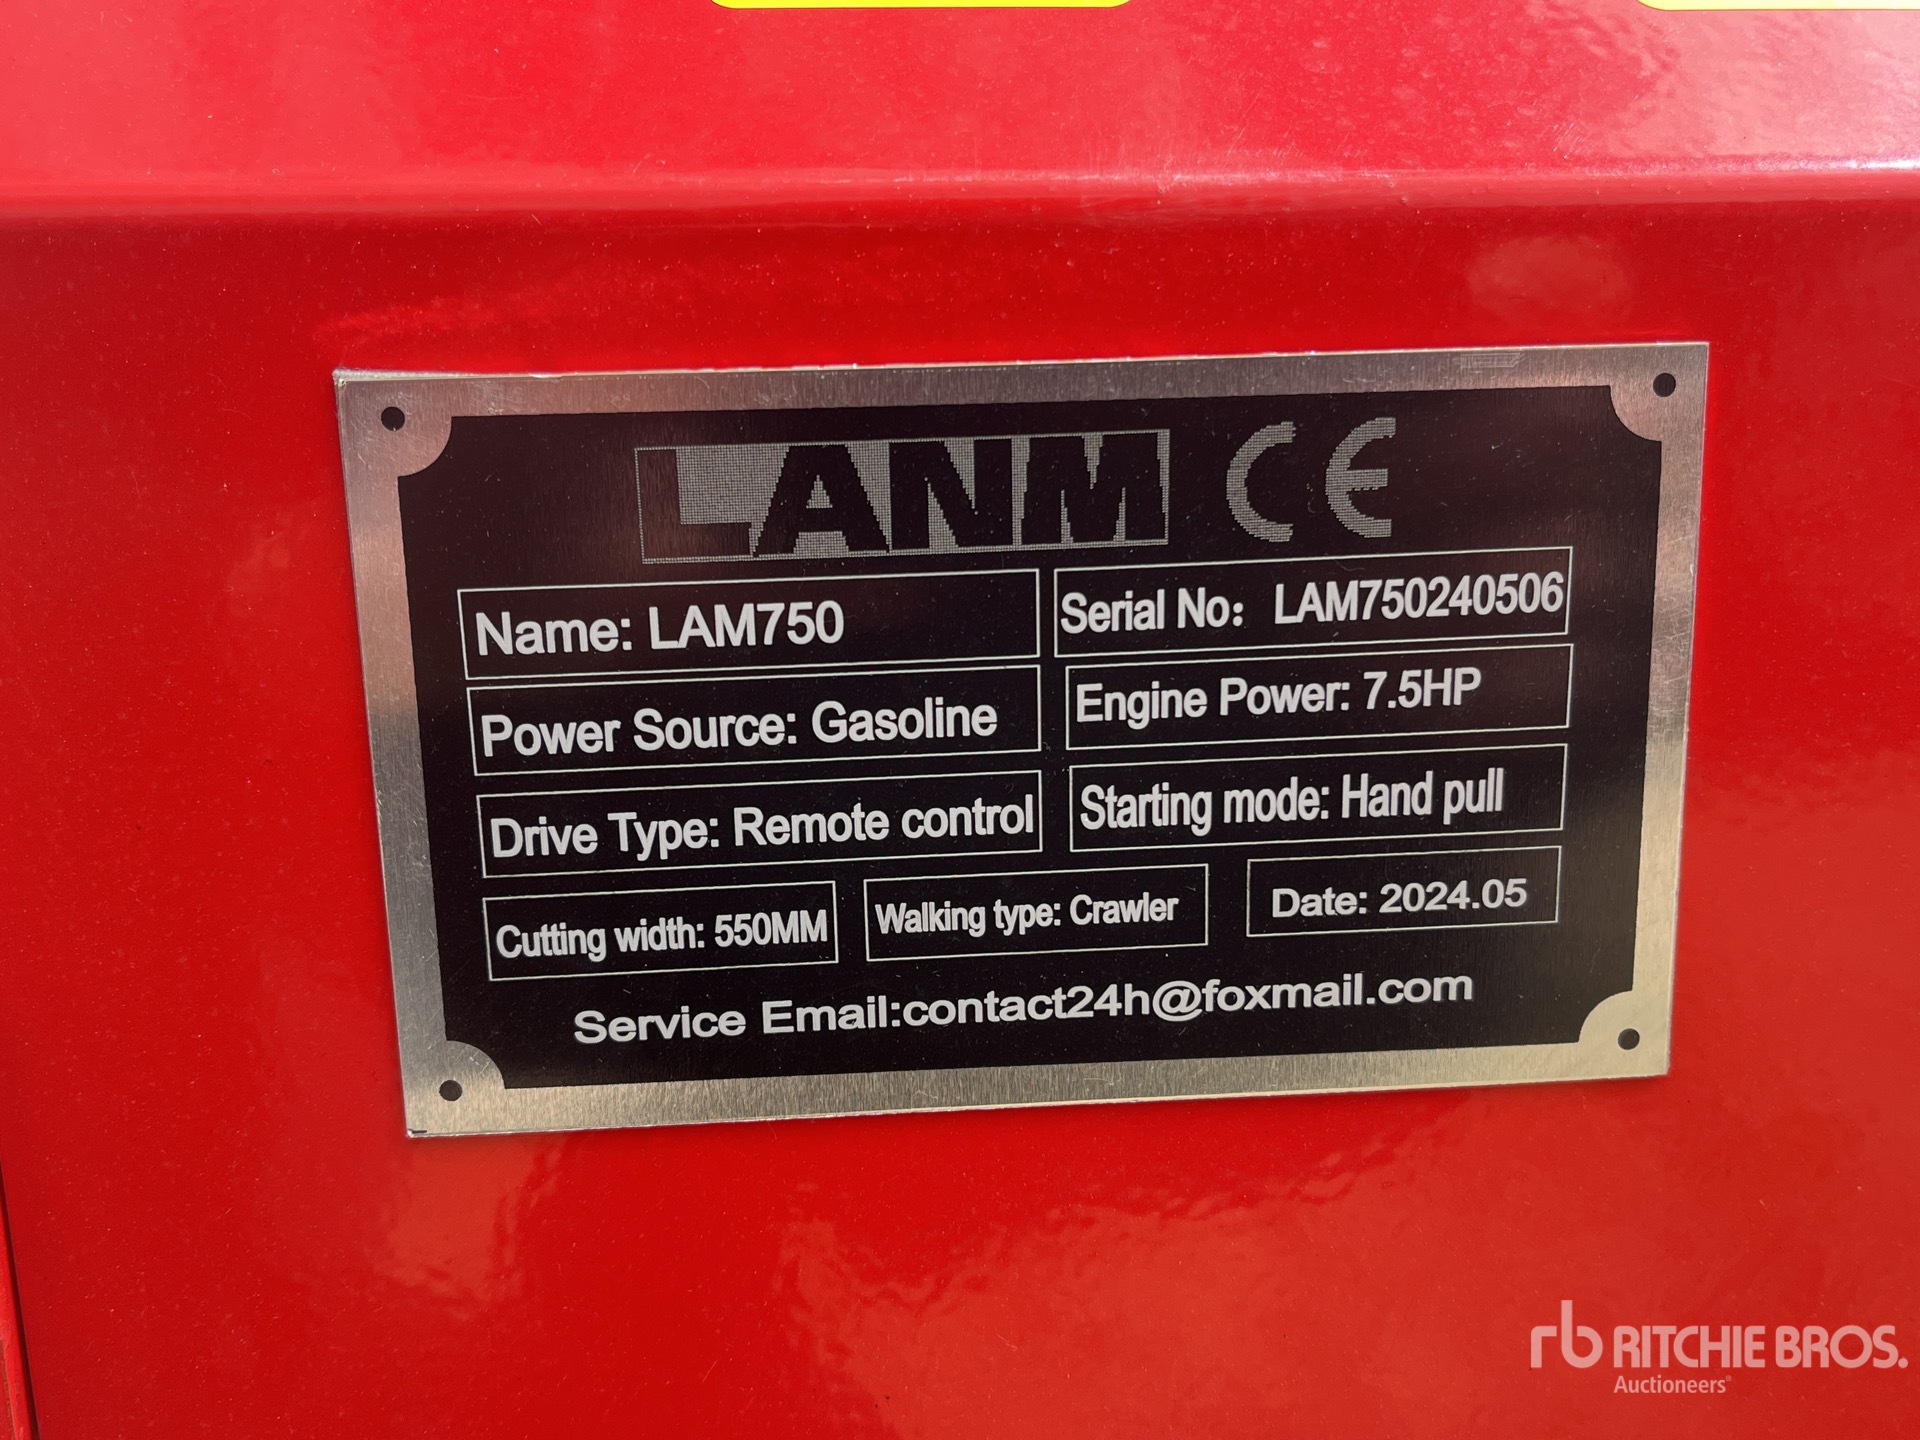 LANM CE
Name: LAM750
Serial No: LAM750240506
Power Source: Gasoline
Engine Power: 7.5HP
Drive Type: Remote control
Starting mode: Hand pull
Cutting width: 550MM
Walking type: Crawler
Date: 2024.05
Service Email:contact24h@foxmail.com
rb RITCHIE BROS.
Auctioneers®